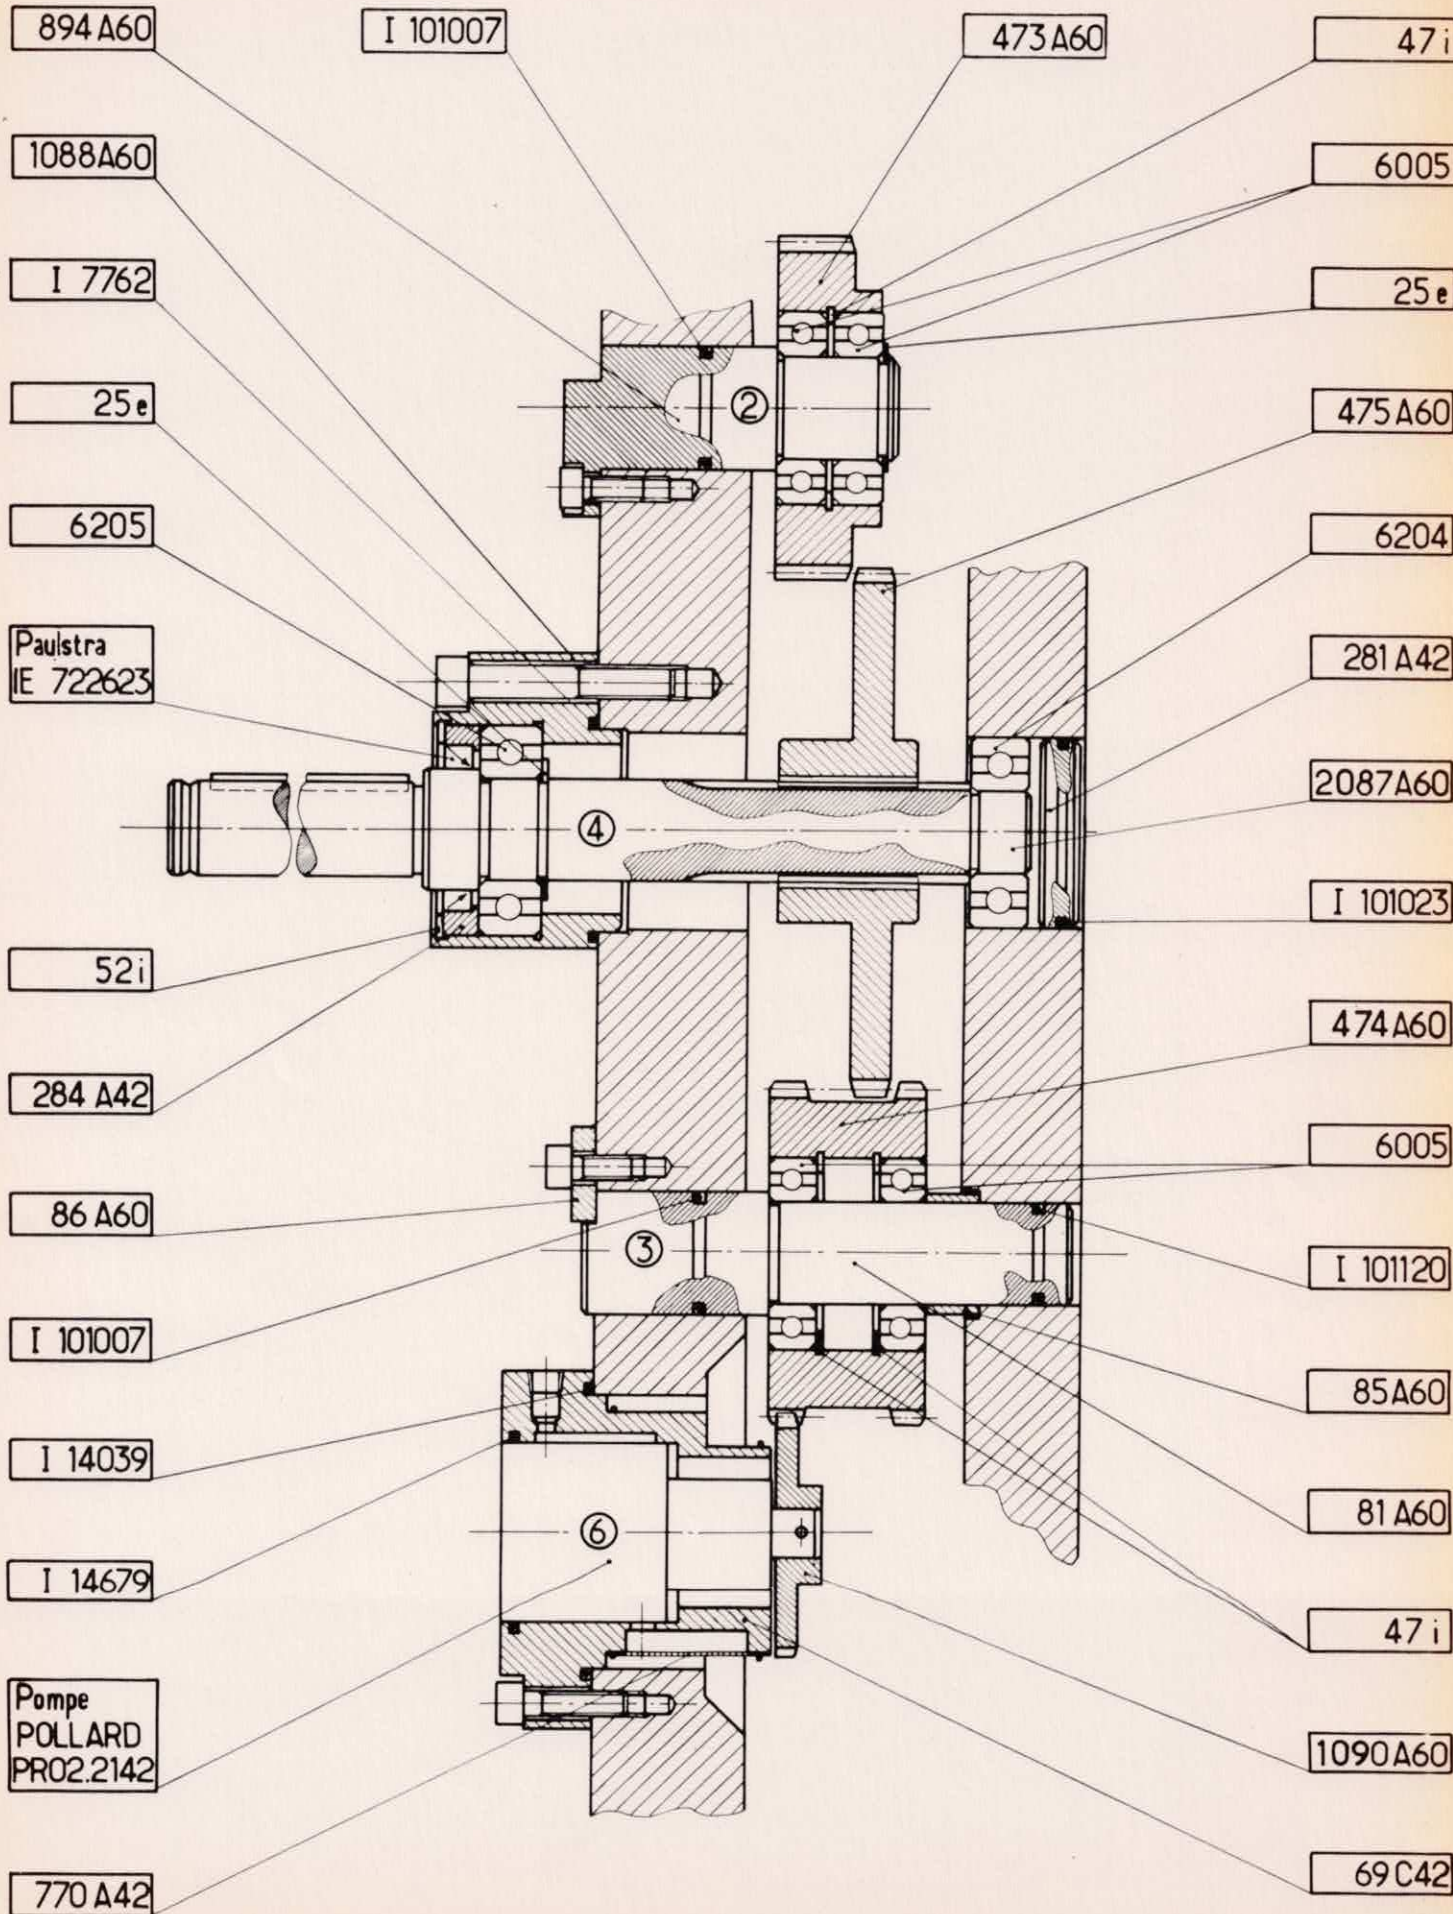 894 A60
I 101007
473 A60
47 i
1088 A60
6005
I 7762
25 e
25 e
475 A60
②
6205
6204
Paulstra
IE 722623
281 A42
2087 A60
④
52 i
I 101023
284 A42
474 A60
86 A60
6005
③
I 101007
I 101120
I 14039
85 A60
I 14679
81 A60
⑥
47 i
Pompe
POLLARD
PRO2.2142
1090 A60
770 A42
69 C42